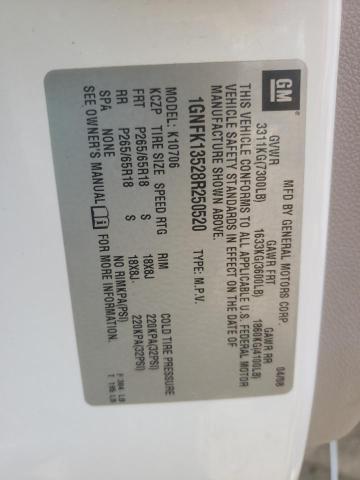 GM
MFD BY GENERAL MOTORS CORP 04/08
GVWR GAWR FRT GAWR RR
3311KG(7300LB) 1633KG(3600LB) 1860KG(4100LB)
THIS VEHICLE CONFORMS TO ALL APPLICABLE U.S. FEDERAL MOTOR
VEHICLE SAFETY STANDARDS IN EFFECT ON THE DATE OF
MANUFACTURE SHOWN ABOVE.
1GNFK13528R250520 TYPE: M.P.V.
MODEL: K10706
KCZP TIRE SIZE SPEED RTG RIM COLD TIRE PRESSURE
FRT P265/65R18 S 18X8J 220KPA(32PSI)
RR P265/65R18 S 18X8J. 220KPA(32PSI)
SPA NONE NO RIMKPA(PSI)
SEE OWNER'S MANUAL i FOR MORE INFORMATION.